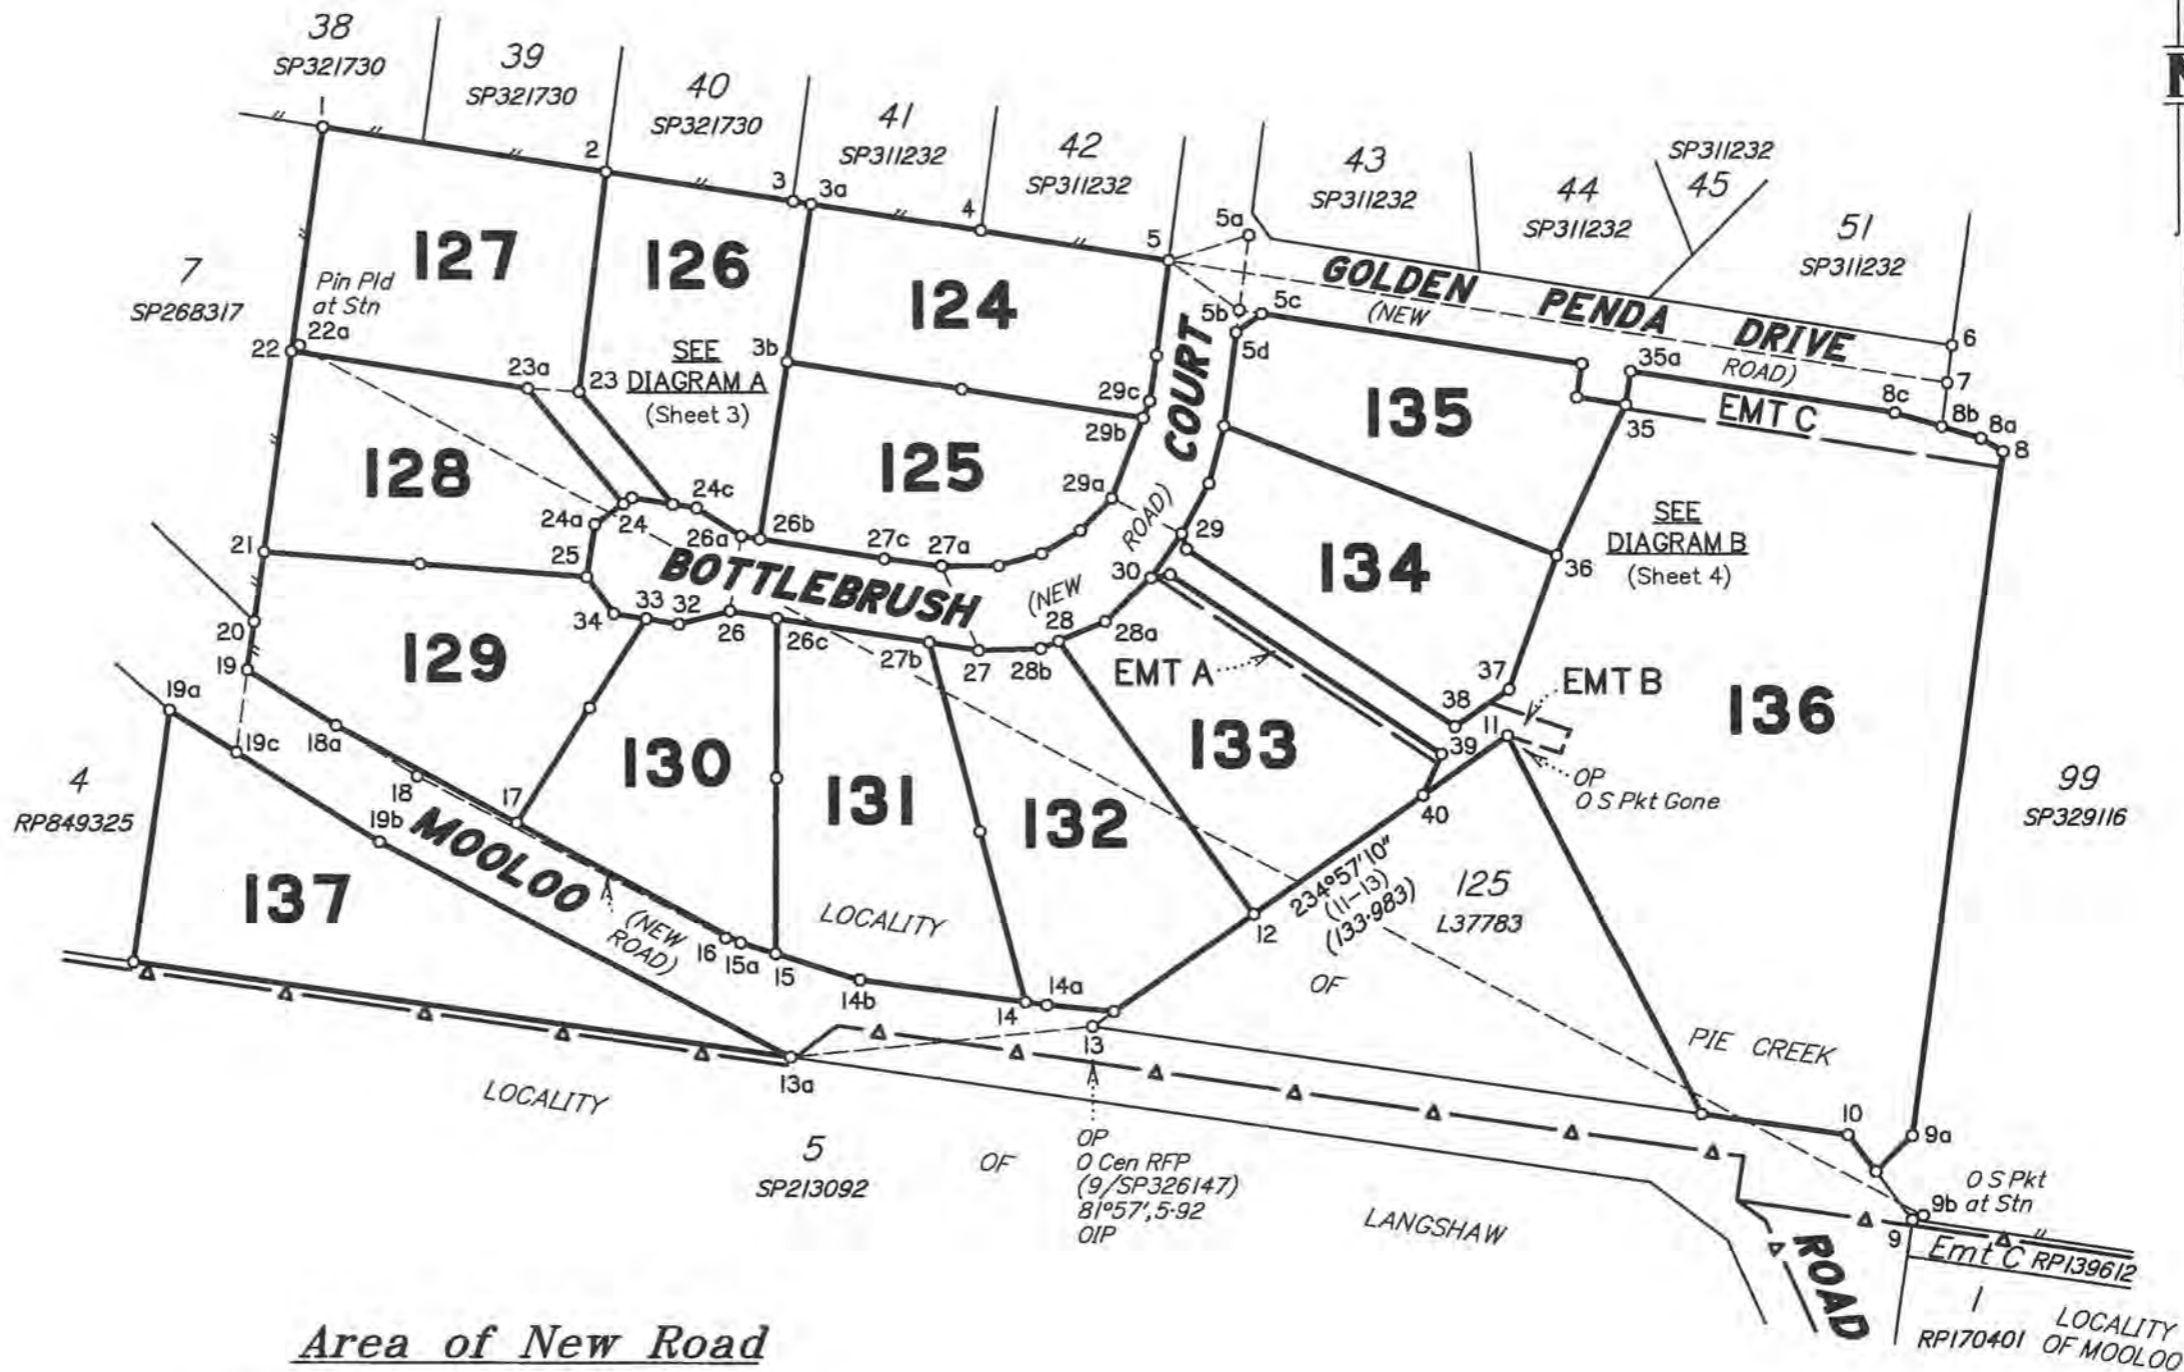 38
SP321730
39
SP321730
40
SP321730
41
SP311232
42
SP311232
43
SP311232
44
SP311232
SP311232
45
51
SP311232
N
1
2
3
3a
4
5
5a
5b
5c
5d
6
7
GOLDEN PENDA DRIVE
(NEW
ROAD)
127
126
124
7
SP268317
Pin Pld
at Stn
22a
22
23a
23
SEE
DIAGRAM A
(Sheet 3)
3b
29c
29b
COURT
135
35a
35
8c
8b
8a
8
EMT C
128
125
24a
24
24c
26a
26b
27c
27a
29a
29
ROAD)
21
25
BOTTLEBRUSH
(NEW
30
134
36
SEE
DIAGRAM B
(Sheet 4)
20
19
34
33
32
26
26c
27b
27
28b
28
28a
129
EMT A
37
EMT B
136
19a
19c
18a
18
17
130
131
132
133
38
11
39
40
OP
O S Pkt Gone
99
SP329116
4
RP849325
19b
MOOLOO
137
(NEW
ROAD)
LOCALITY
16
15a
15
14b
14
14a
12
234°57'10"
(11-13)
(133·983)
125
L37783
OF
13
13a
PIE CREEK
10
9a
LOCALITY
5
SP213092
OF
OP
O Cen RFP
(9/SP326147)
81°57',5·92
OIP
LANGSHAW
O S Pkt
9b at Stn
9
ROAD
Emt C RP139612
1
RP170401
LOCALITY
OF MOOLOO
Area of New Road